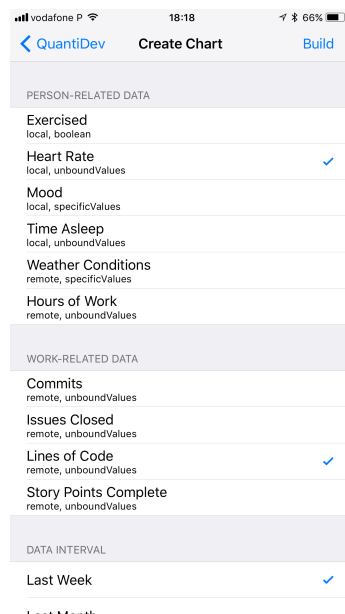 vodafone P 18:18 66%
QuantiDev Create Chart Build
PERSON-RELATED DATA
Exercised
local, boolean
Heart Rate
local, unboundValues
Mood
local, specificValues
Time Asleep
local, unboundValues
Weather Conditions
remote, specificValues
Hours of Work
remote, unboundValues
WORK-RELATED DATA
Commits
remote, unboundValues
Issues Closed
remote, unboundValues
Lines of Code
remote, unboundValues
Story Points Complete
remote, unboundValues
DATA INTERVAL
Last Week
Last Month